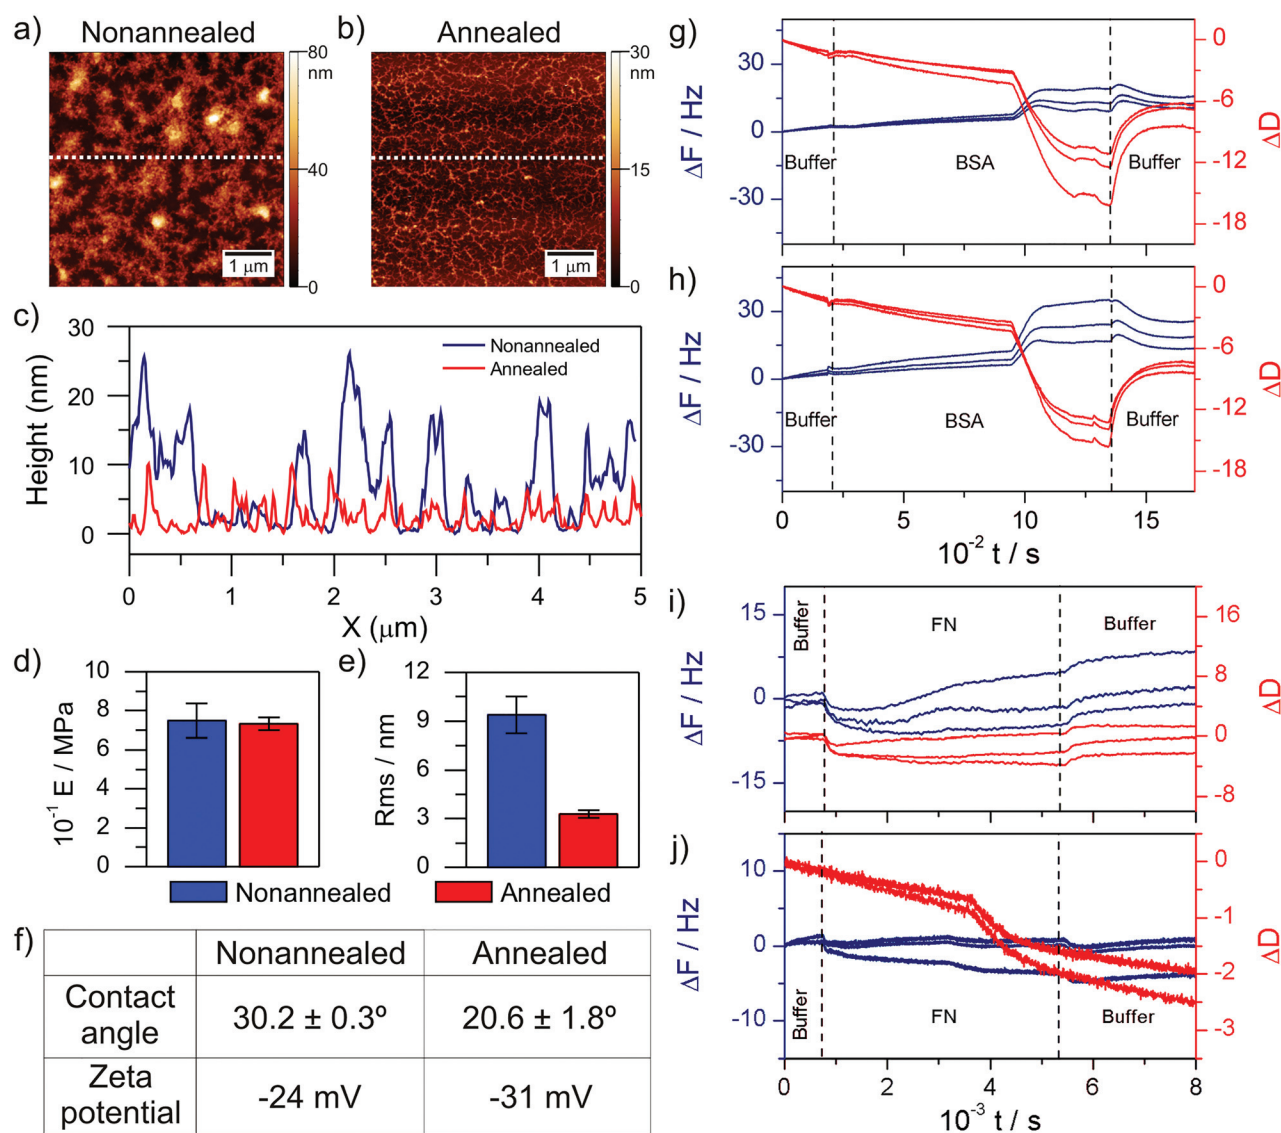 a) Nonannealed
80
nm
40
0
1 μm
b) Annealed
30
nm
15
0
1 μm
c)
Height (nm)
30
20
10
0
Nonannealed
Annealed
0 1 2 3 4 5
X (μm)
d)
10⁻¹ E / MPa
10
8
6
4
2
0
e)
Rms / nm
12
9
6
3
0
Nonannealed Annealed
f)
Nonannealed Annealed
Contact angle 30.2 ± 0.3º 20.6 ± 1.8º
Zeta potential -24 mV -31 mV
g)
ΔF / Hz
30
0
-30
Buffer BSA Buffer
0
-6
-12
-18
ΔD
h)
ΔF / Hz
30
0
-30
Buffer BSA Buffer
0
-6
-12
-18
ΔD
0 5 10 15
10⁻² t / s
i)
ΔF / Hz
15
0
-15
Buffer FN Buffer
16
8
0
-8
ΔD
j)
ΔF / Hz
10
0
-10
Buffer FN Buffer
0
-1
-2
-3
ΔD
0 2 4 6 8
10⁻³ t / s